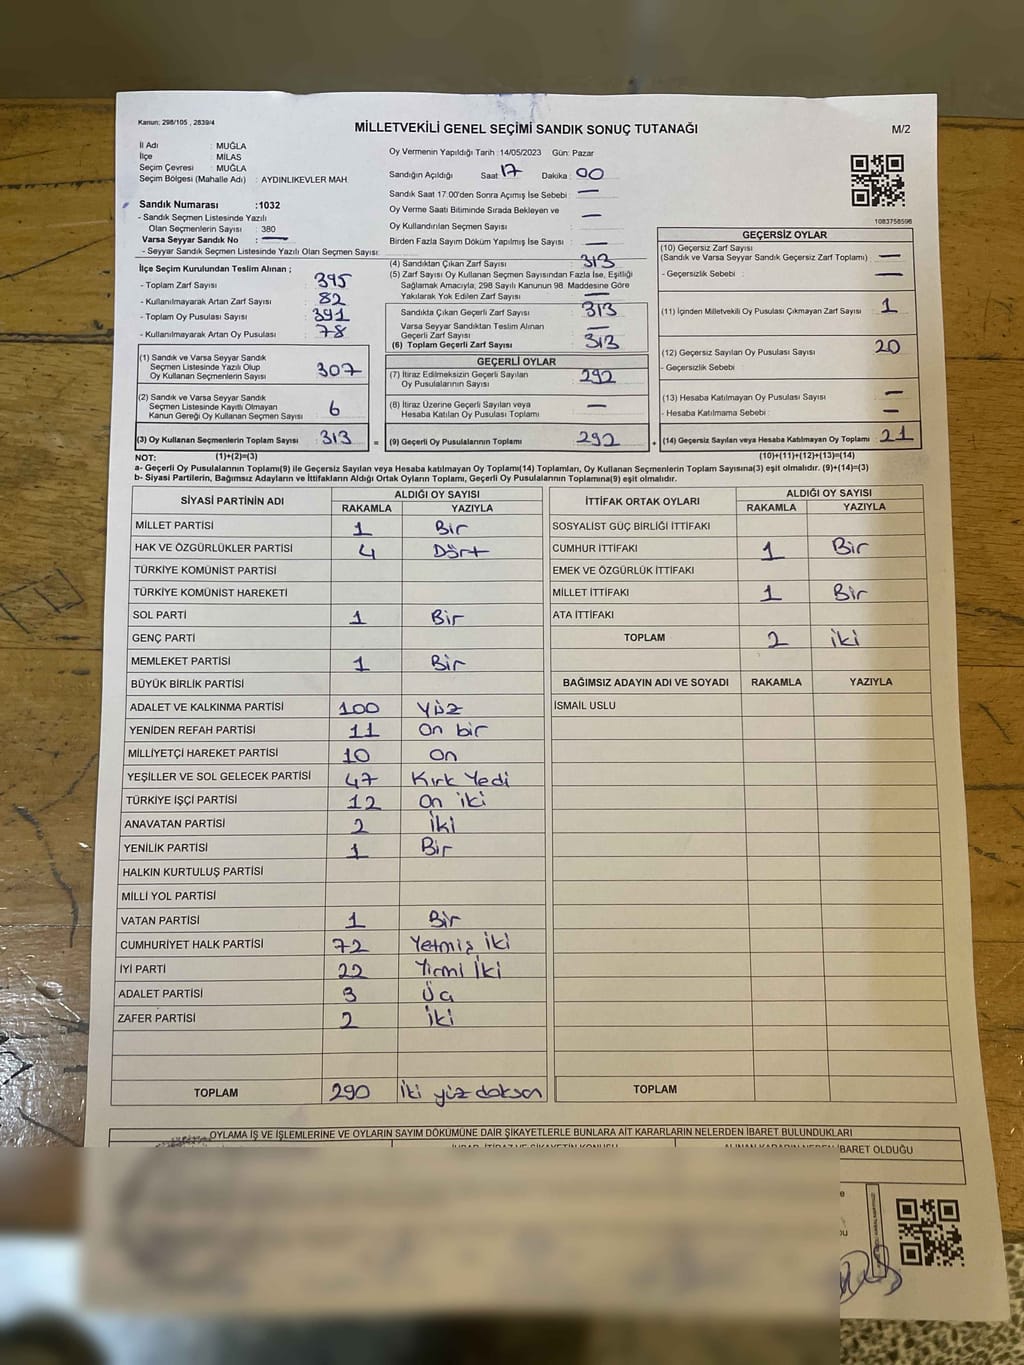 Kanun: 298/105 , 2839/4
MİLLETVEKİLİ GENEL SEÇİMİ SANDIK SONUÇ TUTANAĞI
M/2
İl Adı : MUĞLA
İlçe : MİLAS
Seçim Çevresi : MUĞLA
Seçim Bölgesi (Mahalle Adı) : AYDINLIKEVLER MAH
Sandık Numarası :1032
- Sandık Seçmen Listesinde Yazılı
Olan Seçmenlerin Sayısı : 380
Varsa Seyyar Sandık No : —
- Seyyar Sandık Seçmen Listesinde Yazılı Olan Seçmen Sayısı:
İlçe Seçim Kurulundan Teslim Alınan ;
- Toplam Zarf Sayısı 395
- Kullanılmayarak Artan Zarf Sayısı 82
- Toplam Oy Pusulası Sayısı 391
- Kullanılmayarak Artan Oy Pusulası 78
(1) Sandık ve Varsa Seyyar Sandık
Seçmen Listesinde Yazılı Olup
Oy Kullanan Seçmenlerin Sayısı 307
(2) Sandık ve Varsa Seyyar Sandık
Seçmen Listesinde Kayıtlı Olmayan
Kanun Gereği Oy Kullanan Seçmen Sayısı 6
(3) Oy Kullanan Seçmenlerin Toplam Sayısı 313 =
Oy Vermenin Yapıldığı Tarih :14/05/2023 Gün: Pazar
Sandığın Açıldığı Saat: 17 Dakika: 00
Sandık Saat 17.00'den Sonra Açımış İse Sebebi : —
Oy Verme Saati Bitiminde Sırada Bekleyen ve
Oy Kullandırılan Seçmen Sayısı : —
Birden Fazla Sayım Döküm Yapılmış İse Sayısı : —
(4) Sandıktan Çıkan Zarf Sayısı 313
(5) Zarf Sayısı Oy Kullanan Seçmen Sayısından Fazla İse, Eşitliği
Sağlamak Amacıyla, 298 Sayılı Kanunun 98. Maddesine Göre
Yakılarak Yok Edilen Zarf Sayısı —
Sandıkta Çıkan Geçerli Zarf Sayısı 313
Varsa Seyyar Sandıktan Teslim Alınan
Geçerli Zarf Sayısı —
(6) Toplam Geçerli Zarf Sayısı 313
GEÇERLİ OYLAR
(7) İtiraz Edilmeksizin Geçerli Sayılan
Oy Pusulalarının Sayısı 292
(8) İtiraz Üzerine Geçerli Sayılan veya
Hesaba Katılan Oy Pusulası Toplamı —
(9) Geçerli Oy Pusulalarının Toplamı 292 +
1083758596
GEÇERSİZ OYLAR
(10) Geçersiz Zarf Sayısı
(Sandık ve Varsa Seyyar Sandık Geçersiz Zarf Toplamı) —
- Geçersizlik Sebebi : —
(11) İçinden Milletvekili Oy Pusulası Çıkmayan Zarf Sayısı 1
(12) Geçersiz Sayılan Oy Pusulası Sayısı 20
- Geçersizlik Sebebi
(13) Hesaba Katılmayan Oy Pusulası Sayısı —
- Hesaba Katılmama Sebebi : —
(14) Geçersiz Sayılan veya Hesaba Katılmayan Oy Toplamı 21
NOT: (1)+(2)=(3) (10)+(11)+(12)+(13)=(14)
a- Geçerli Oy Pusulalarının Toplamı(9) ile Geçersiz Sayılan veya Hesaba katılmayan Oy Toplamı(14) Toplamları, Oy Kullanan Seçmenlerin Toplam Sayısına(3) eşit olmalıdır. (9)+(14)=(3)
b- Siyasi Partilerin, Bağımsız Adayların ve İttifakların Aldığı Ortak Oyların Toplamı, Geçerli Oy Pusulalarının Toplamına(9) eşit olmalıdır.
SİYASİ PARTİNİN ADI ALDIĞI OY SAYISI
RAKAMLA YAZIYLA
MİLLET PARTİSİ 1 Bir
HAK VE ÖZGÜRLÜKLER PARTİSİ 4 Dört
TÜRKİYE KOMÜNİST PARTİSİ
TÜRKİYE KOMÜNİST HAREKETİ
SOL PARTİ 1 Bir
GENÇ PARTİ
MEMLEKET PARTİSİ 1 Bir
BÜYÜK BİRLİK PARTİSİ
ADALET VE KALKINMA PARTİSİ 100 Yüz
YENİDEN REFAH PARTİSİ 11 On bir
MİLLİYETÇİ HAREKET PARTİSİ 10 On
YEŞİLLER VE SOL GELECEK PARTİSİ 47 Kırk Yedi
TÜRKİYE İŞÇİ PARTİSİ 12 On iki
ANAVATAN PARTİSİ 2 İki
YENİLİK PARTİSİ 1 Bir
HALKIN KURTULUŞ PARTİSİ
MİLLİ YOL PARTİSİ
VATAN PARTİSİ 1 Bir
CUMHURİYET HALK PARTİSİ 72 Yetmiş İki
İYİ PARTİ 22 Yirmi İki
ADALET PARTİSİ 3 Üç
ZAFER PARTİSİ 2 İki
TOPLAM 290 İki yüz doksan
İTTİFAK ORTAK OYLARI ALDIĞI OY SAYISI
RAKAMLA YAZIYLA
SOSYALİST GÜÇ BİRLİĞİ İTTİFAKI
CUMHUR İTTİFAKI 1 Bir
EMEK VE ÖZGÜRLÜK İTTİFAKI
MİLLET İTTİFAKI 1 Bir
ATA İTTİFAKI
TOPLAM 2 iki
BAĞIMSIZ ADAYIN ADI VE SOYADI RAKAMLA YAZIYLA
İSMAİL USLU
TOPLAM
OYLAMA İŞ VE İŞLEMLERİNE VE OYLARIN SAYIM DÖKÜMÜNE DAİR ŞİKAYETLERLE BUNLARA AİT KARARLARIN NELERDEN İBARET BULUNDUKLARI
İBARET OLDUĞU